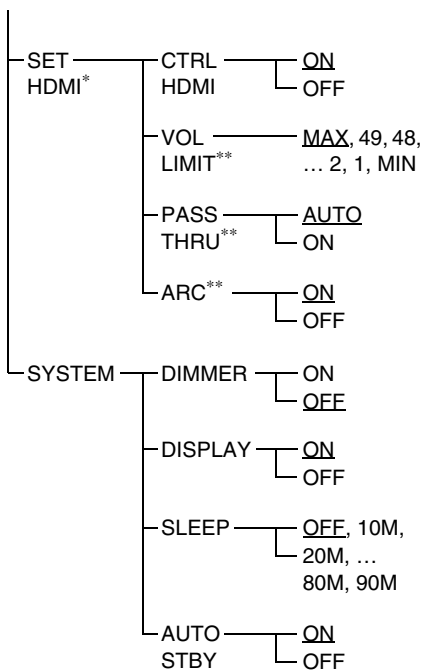 SET HDMI*
CTRL HDMI
ON
OFF
VOL LIMIT**
MAX, 49, 48,
… 2, 1, MIN
PASS THRU**
AUTO
ON
ARC**
ON
OFF
SYSTEM
DIMMER
ON
OFF
DISPLAY
ON
OFF
SLEEP
OFF, 10M,
20M, …
80M, 90M
AUTO STBY
ON
OFF